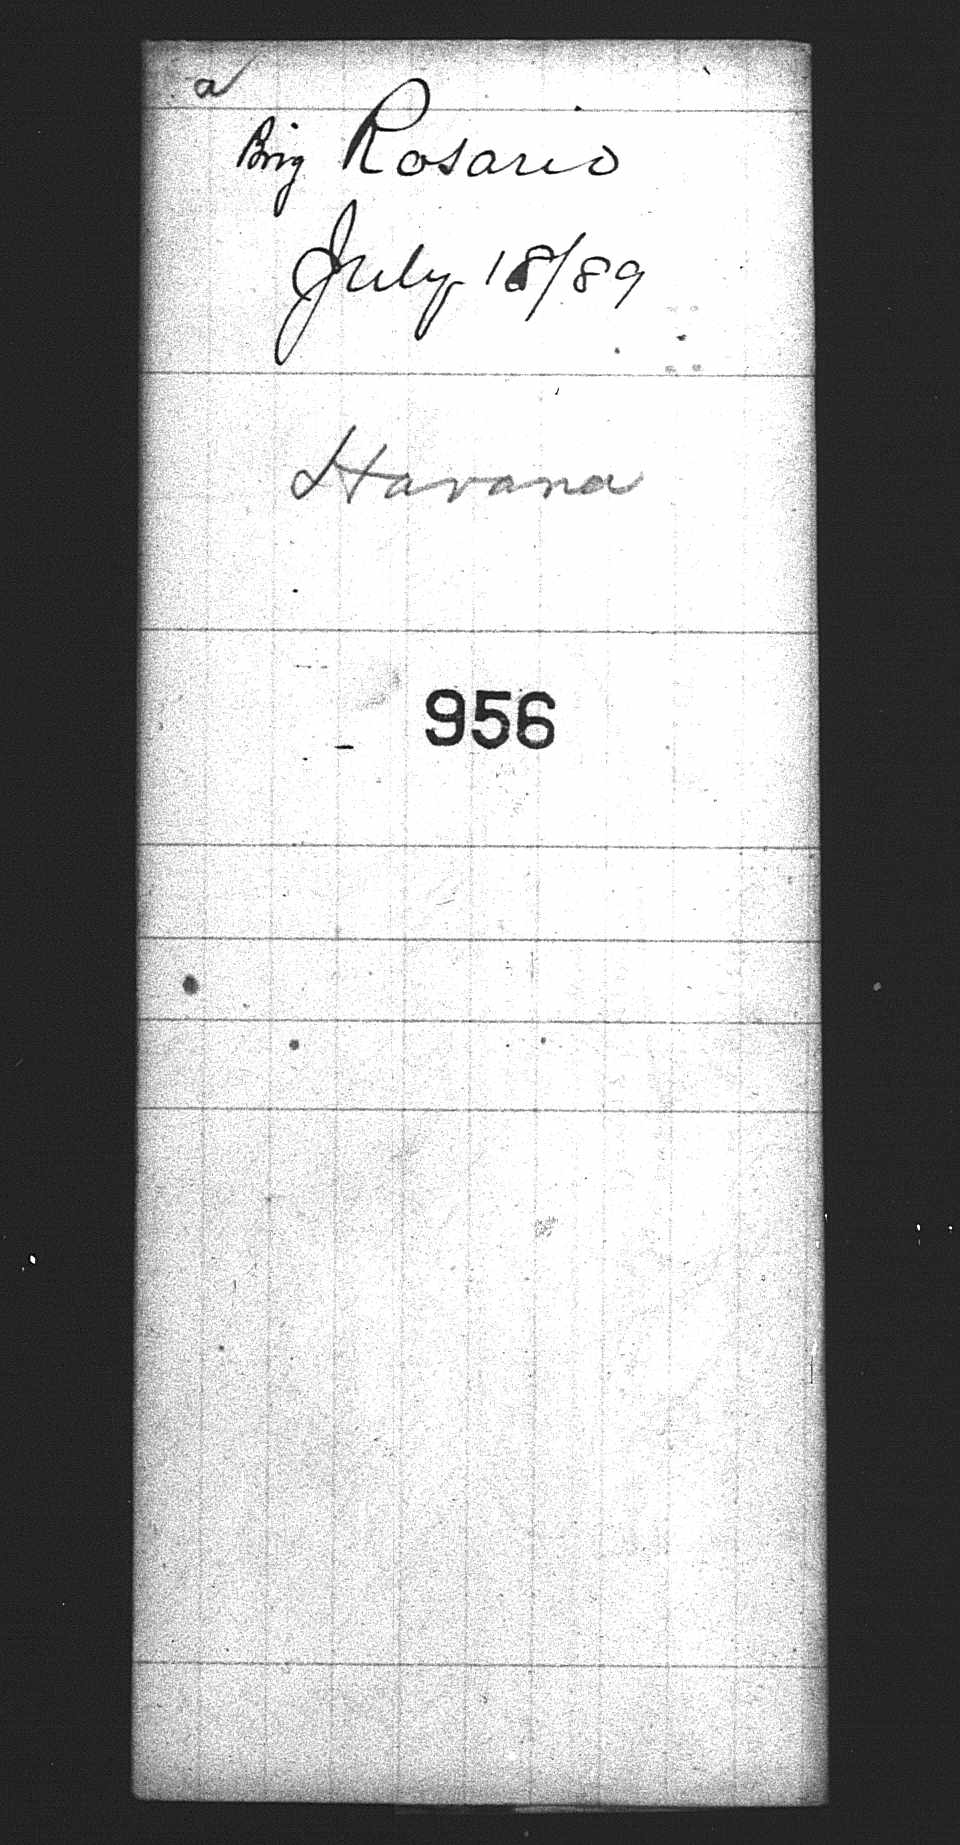 a
Brig Rosario
July 18/89
Havana
956